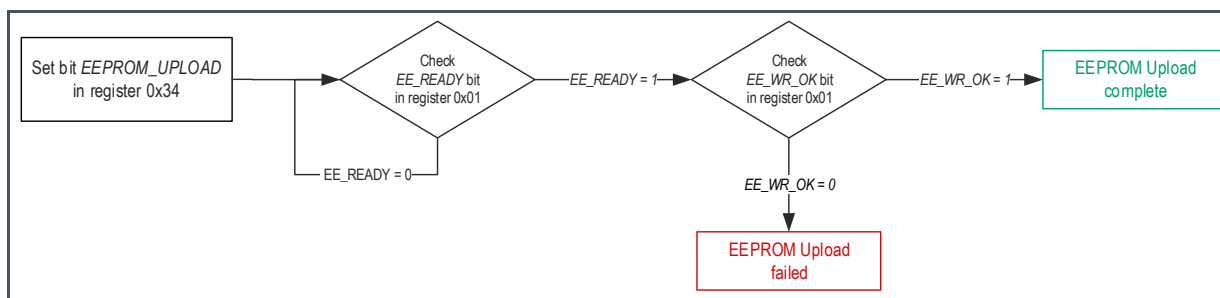 Set bit EEPROM_UPLOAD
in register 0x34
Check
EE_READY bit
in register 0x01
EE_READY = 1
Check
EE_WR_OK bit
in register 0x01
EE_WR_OK = 1
EEPROM Upload
complete
EE_READY = 0
EE_WR_OK = 0
EEPROM Upload
failed